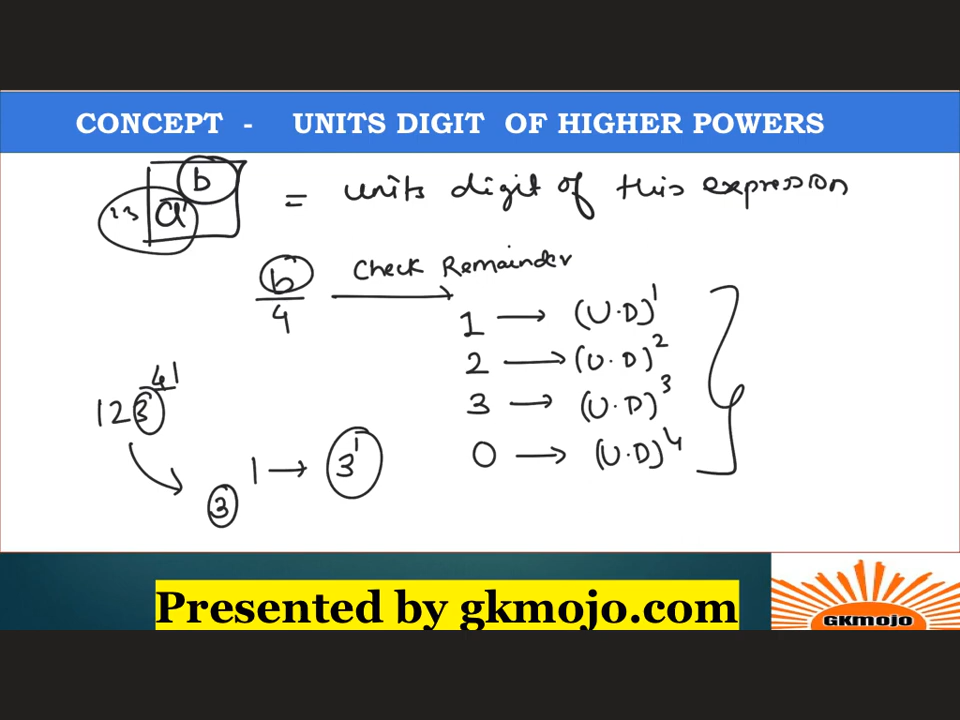 CONCEPT - UNITS DIGIT OF HIGHER POWERS
23 a^b = units digit of this expression
b/4 Check Remainder
1 → (U.D)^1
2 → (U.D)^2
3 → (U.D)^3
0 → (U.D)^4
123^41
1 → 3^1
3
Presented by gkmojo.com
GKmojo